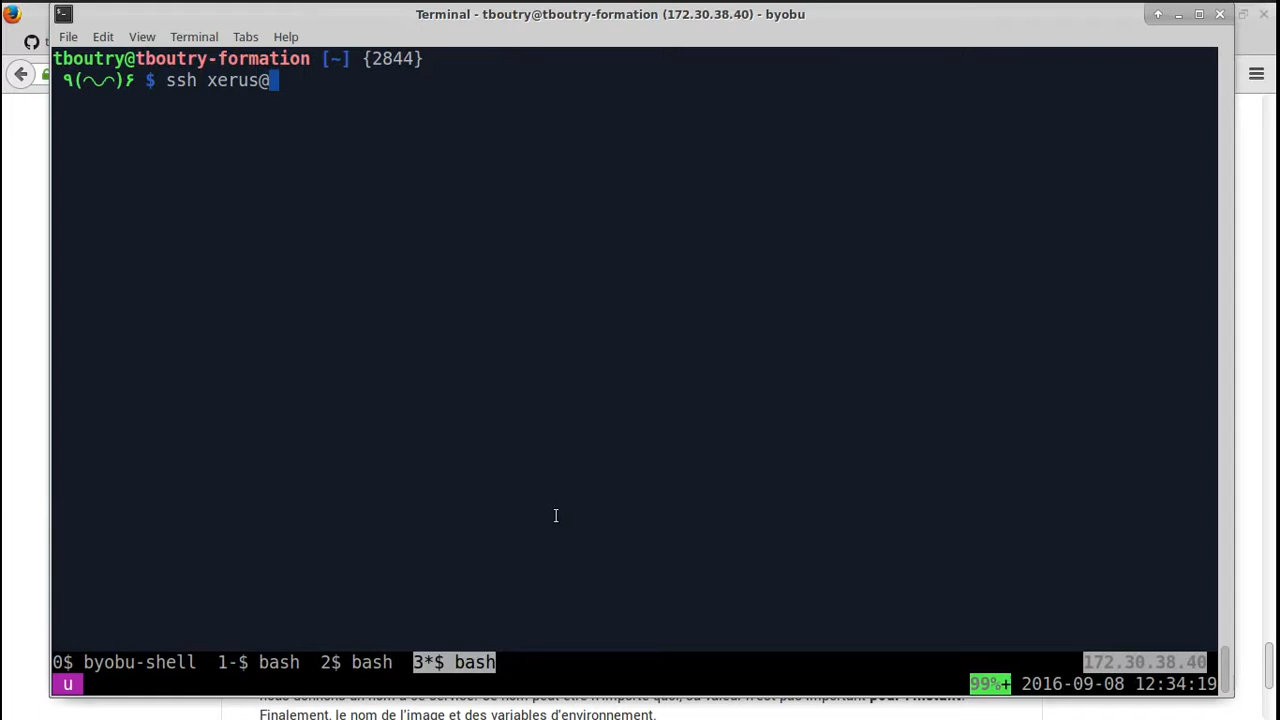 Terminal - tboutry@tboutry-formation (172.30.38.40) - byobu
File Edit View Terminal Tabs Help
tboutry@tboutry-formation [~] {2844}
٩(◡◡)۶ $ ssh xerus@
0$ byobu-shell 1-$ bash 2$ bash 3*$ bash
172.30.38.40
u
99%+ 2016-09-08 12:34:19
pour l'instant.
Finalement, le nom de l'image et des variables d'environnement.